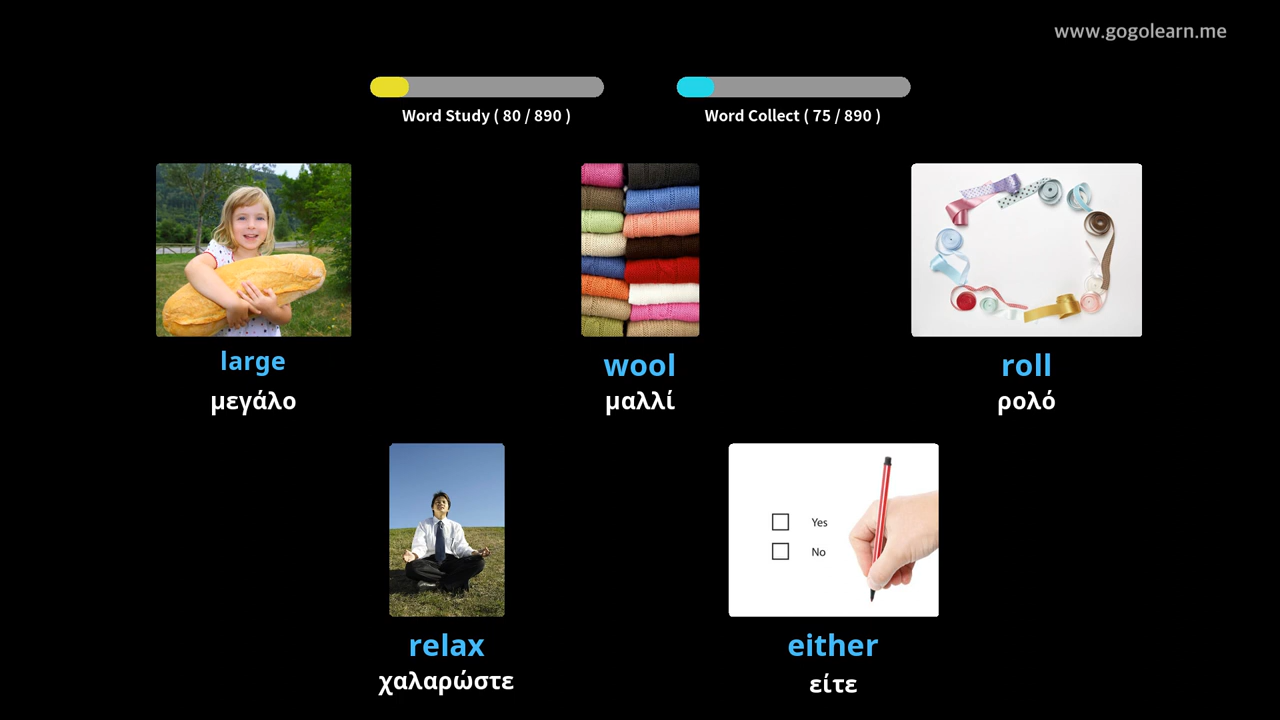 www.gogolearn.me
Word Study ( 80 / 890 )
Word Collect ( 75 / 890 )
large
μεγάλο
wool
μαλλί
roll
ρολό
Yes
No
relax
χαλαρώστε
either
είτε